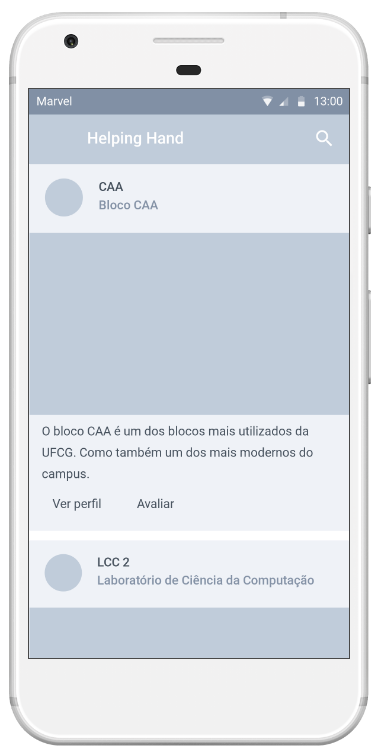 Marvel 13:00
Helping Hand
CAA
Bloco CAA
O bloco CAA é um dos blocos mais utilizados da
UFCG. Como também um dos mais modernos do
campus.
Ver perfil Avaliar
LCC 2
Laboratório de Ciência da Computação